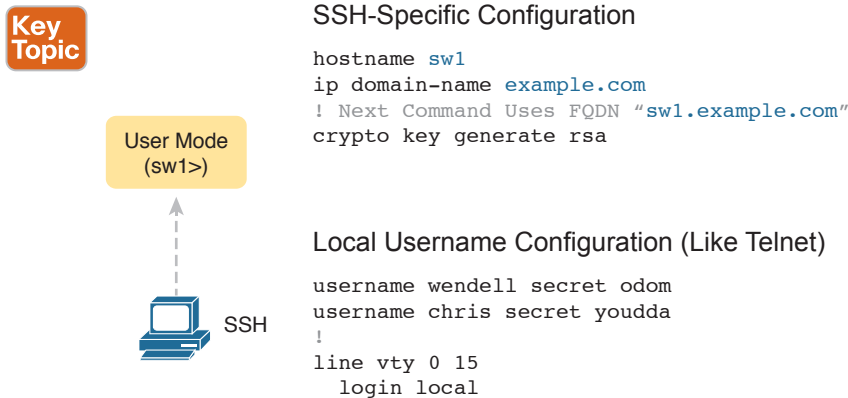 Key
Topic
SSH-Specific Configuration
hostname sw1
ip domain-name example.com
! Next Command Uses FQDN “sw1.example.com”
crypto key generate rsa
User Mode
(sw1>)
SSH
Local Username Configuration (Like Telnet)
username wendell secret odom
username chris secret youdda
!
line vty 0 15
  login local